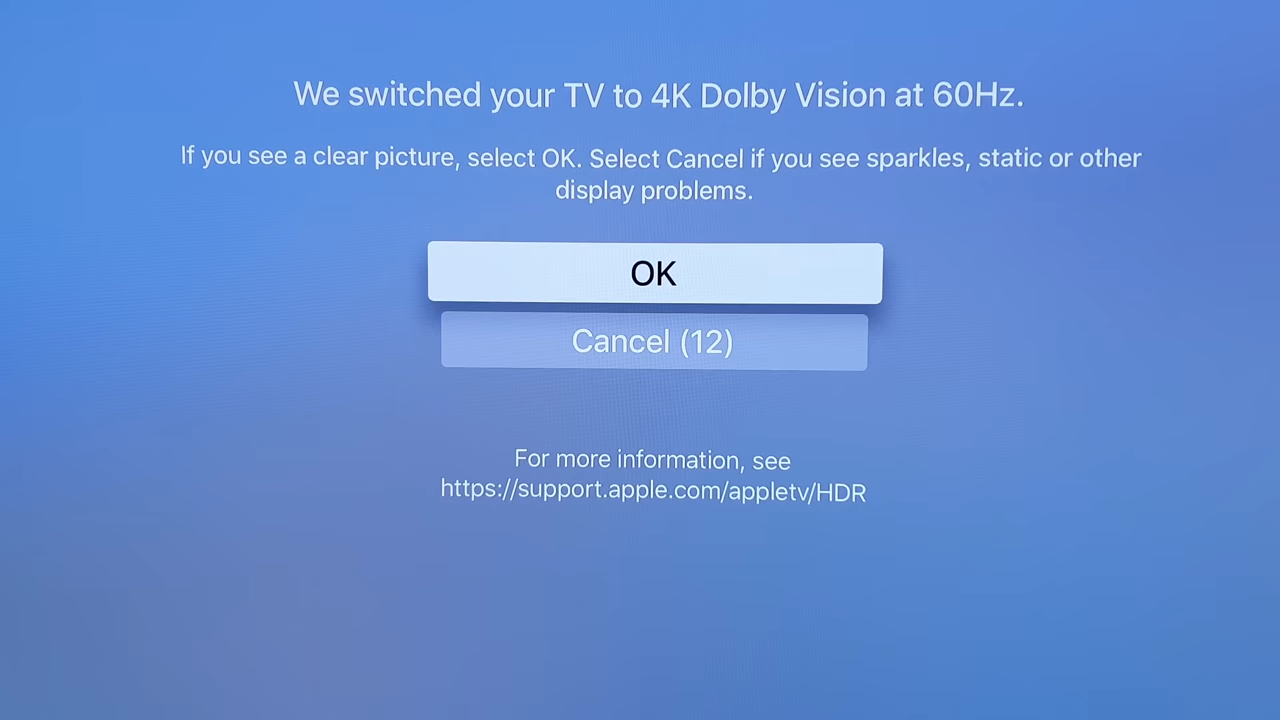 We switched your TV to 4K Dolby Vision at 60Hz.
If you see a clear picture, select OK. Select Cancel if you see sparkles, static or other
display problems.
OK
Cancel (12)
For more information, see
https://support.apple.com/appletv/HDR